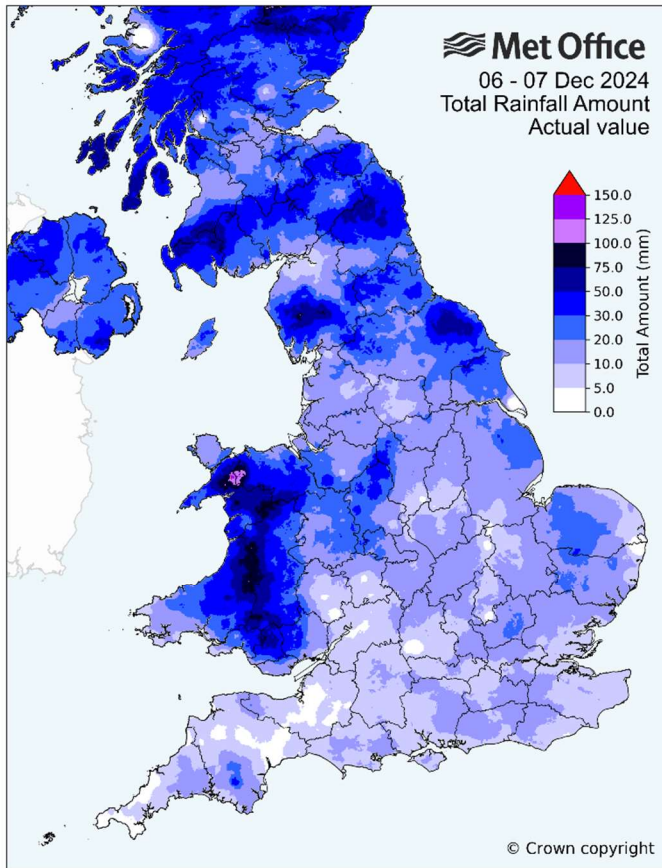 Met Office
06 - 07 Dec 2024
Total Rainfall Amount
Actual value
150.0
125.0
100.0
75.0
50.0
30.0
20.0
10.0
5.0
0.0
Total Amount (mm)
© Crown copyright